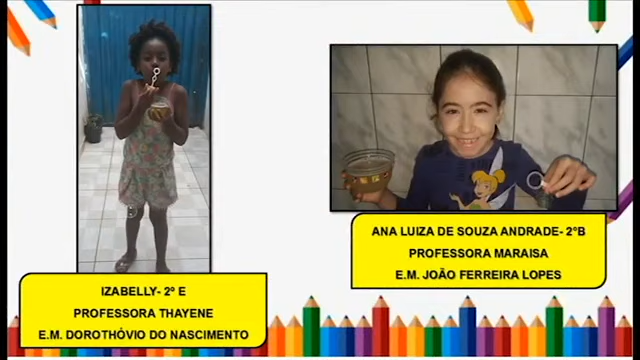 IZABELLY- 2º E
PROFESSORA THAYENE
E.M. DOROTHÓVIO DO NASCIMENTO
ANA LUIZA DE SOUZA ANDRADE- 2ºB
PROFESSORA MARAISA
E.M. JOÃO FERREIRA LOPES